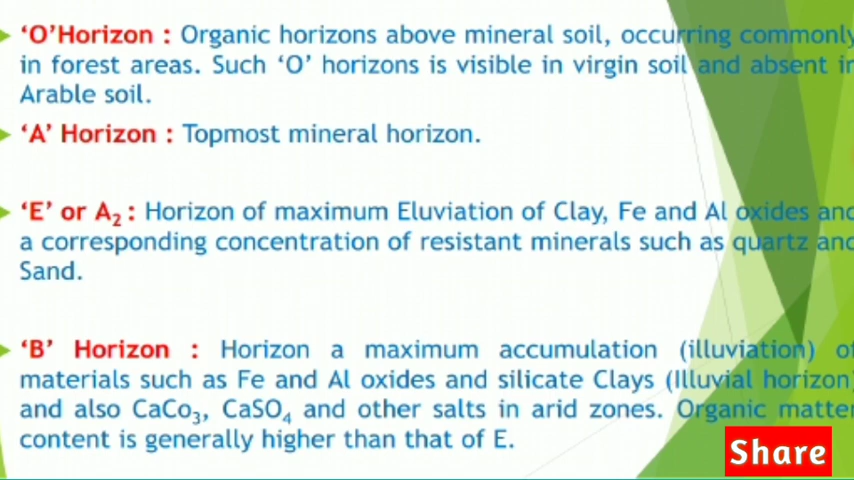 ‘O’Horizon : Organic horizons above mineral soil, occurring commonly
in forest areas. Such ‘O’ horizons is visible in virgin soil and absent in
Arable soil.
‘A’ Horizon : Topmost mineral horizon.
‘E’ or A₂ : Horizon of maximum Eluviation of Clay, Fe and Al oxides and
a corresponding concentration of resistant minerals such as quartz and
Sand.
‘B’ Horizon : Horizon a maximum accumulation (illuviation) of
materials such as Fe and Al oxides and silicate Clays (Illuvial horizon)
and also CaCo₃, CaSO₄ and other salts in arid zones. Organic matter
content is generally higher than that of E.
Share